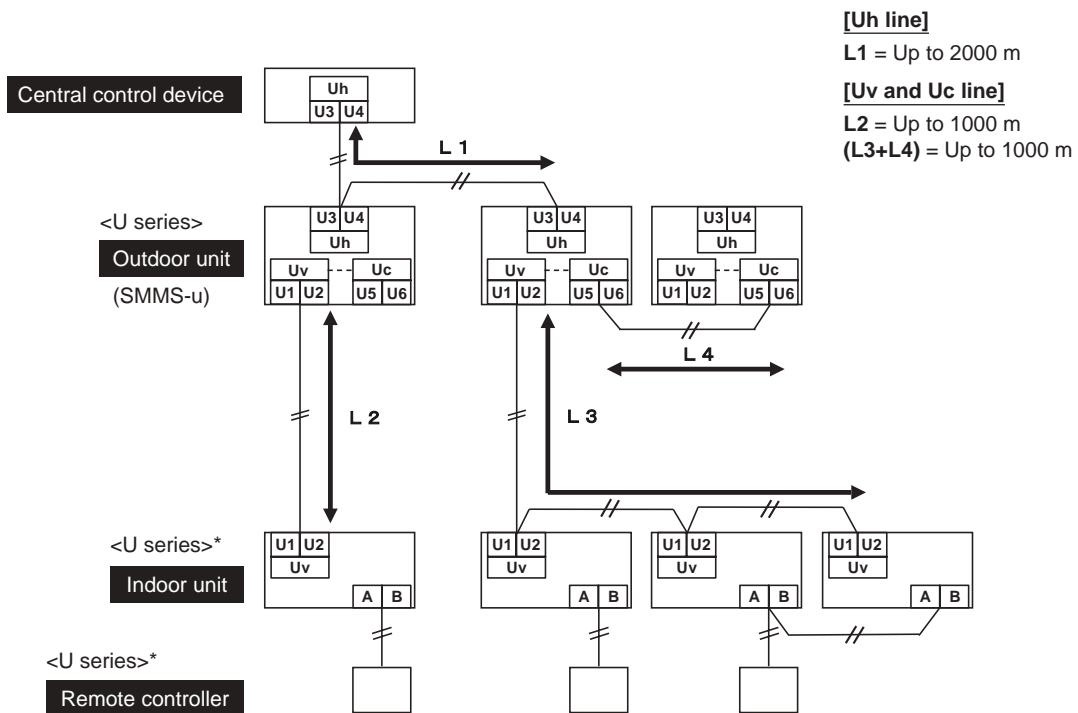 [Uh line]
L1 = Up to 2000 m
[Uv and Uc line]
L2 = Up to 1000 m
(L3+L4) = Up to 1000 m
Central control device
Uh
U3 U4
L 1
<U series>
Outdoor unit
(SMMS-u)
U3 U4
Uh
Uv Uc
U1 U2 U5 U6
U3 U4
Uh
Uv Uc
U1 U2 U5 U6
U3 U4
Uh
Uv Uc
U1 U2 U5 U6
L 4
L 2
L 3
<U series>*
Indoor unit
U1 U2
Uv
A B
U1 U2
Uv
A B
U1 U2
Uv
A B
U1 U2
Uv
A B
<U series>*
Remote controller